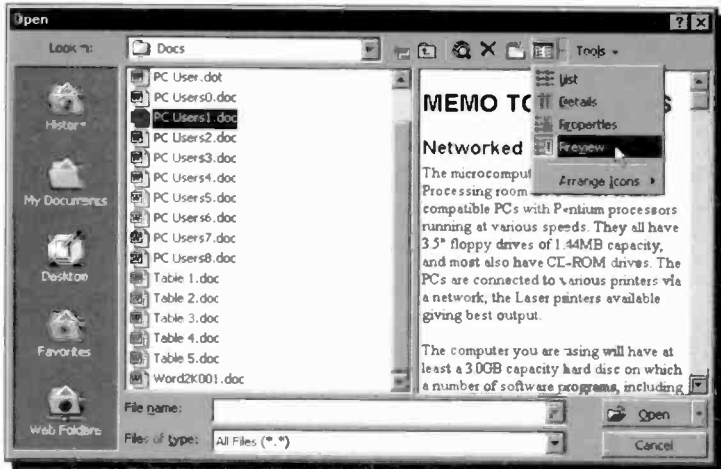 Open
Look in:
Docs
Tools
History
My Documents
Desktop
Favorites
Web Folders
PC User.dot
PC Users0.doc
PC Users1.doc
PC Users2.doc
PC Users3.doc
PC Users4.doc
PC Users5.doc
PC Users6.doc
PC Users7.doc
PC Users8.doc
Table 1.doc
Table 2.doc
Table 3.doc
Table 4.doc
Table 5.doc
Word2K001.doc
List
Details
Properties
Preview
Arrange Icons
MEMO TO S
Networked
The microcomput
Processing room
compatible PCs with Pentium processors
running at various speeds. They all have
3.5" floppy drives of 1.44MB capacity,
and most also have CD-ROM drives. The
PCs are connected to various printers via
a network, the Laser printers available
giving best output.
The computer you are using will have at
least a 3.0GB capacity hard disc on which
a number of software programs, including
File name:
Open
Files of type:
All Files (*.*)
Cancel